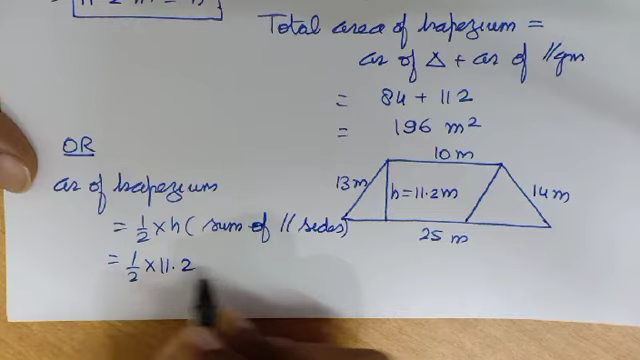 Total area of trapezium =
ar of Δ + ar of //gm
= 84 + 112
= 196 m²
OR
ar of trapezium
= 1/2 × h ( sum of // sides)
= 1/2 × 11.2
10 m
13 m
h = 11.2 m
14 m
25 m